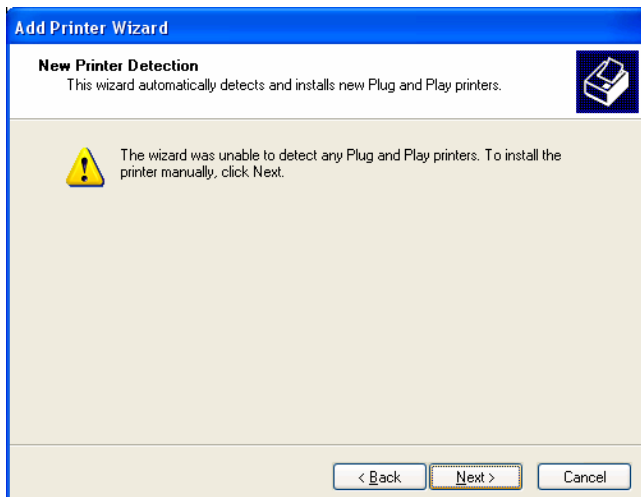 Add Printer Wizard
New Printer Detection
This wizard automatically detects and installs new Plug and Play printers.
The wizard was unable to detect any Plug and Play printers. To install the
printer manually, click Next.
< Back
Next >
Cancel